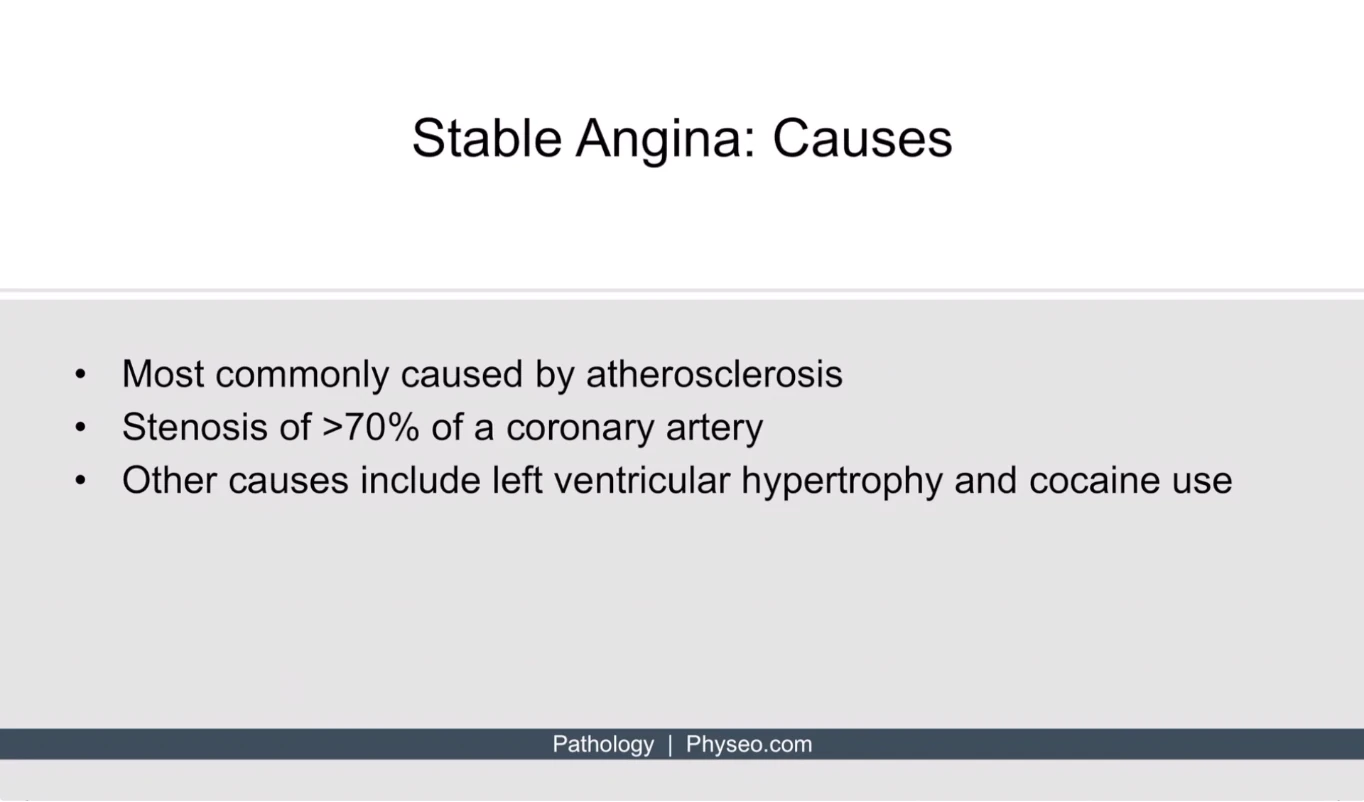 Stable Angina: Causes
• Most commonly caused by atherosclerosis
• Stenosis of >70% of a coronary artery
• Other causes include left ventricular hypertrophy and cocaine use
Pathology | Physeo.com